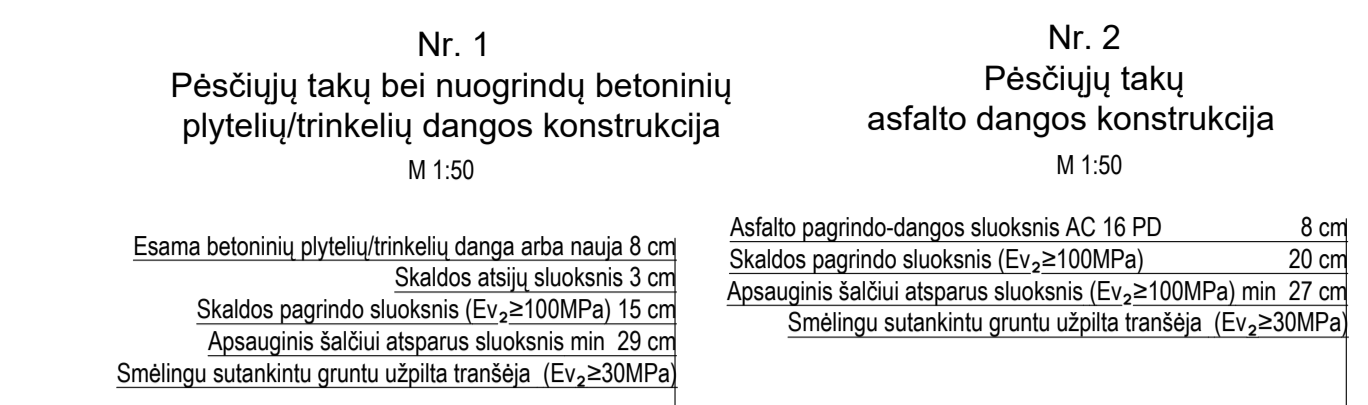 Nr. 1
Pėsčiųjų takų bei nuogrindų betoninių
plytelių/trinkelių dangos konstrukcija
M 1:50
Esama betoninių plytelių/trinkelių danga arba nauja 8 cm
Skaldos atsijų sluoksnis 3 cm
Skaldos pagrindo sluoksnis (Ev₂≥100MPa) 15 cm
Apsauginis šalčiui atsparus sluoksnis min 29 cm
Smėlingu sutankintu gruntu užpilta tranšėja (Ev₂≥30MPa)
Nr. 2
Pėsčiųjų takų
asfalto dangos konstrukcija
M 1:50
Asfalto pagrindo-dangos sluoksnis AC 16 PD 8 cm
Skaldos pagrindo sluoksnis (Ev₂≥100MPa) 20 cm
Apsauginis šalčiui atsparus sluoksnis (Ev₂≥100MPa) min 27 cm
Smėlingu sutankintu gruntu užpilta tranšėja (Ev₂≥30MPa)